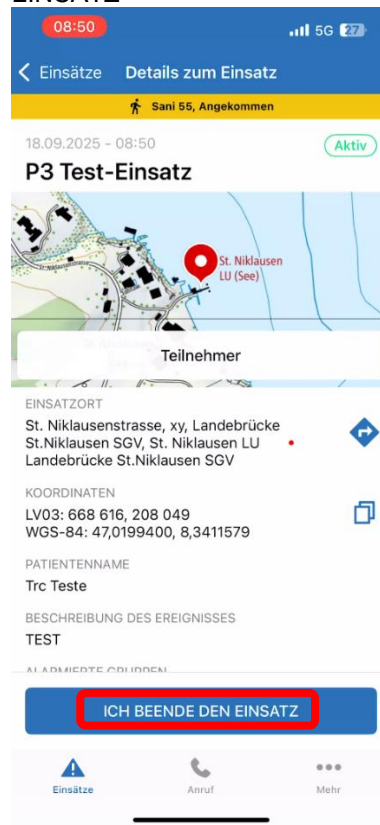 EINSATZ
08:50
5G 27
Einsätze Details zum Einsatz
Sani 55, Angekommen
18.09.2025 - 08:50
Aktiv
P3 Test-Einsatz
St. Niklausen
LU (See)
Teilnehmer
EINSATZORT
St. Niklausenstrasse, xy, Landebrücke
St.Niklausen SGV, St. Niklausen LU
Landebrücke St.Niklausen SGV
KOORDINATEN
LV03: 668 616, 208 049
WGS-84: 47,0199400, 8,3411579
PATIENTENNAME
Trc Teste
BESCHREIBUNG DES EREIGNISSES
TEST
ALARMIERTE GRUPPEN
ICH BEENDE DEN EINSATZ
Einsätze Anruf Mehr